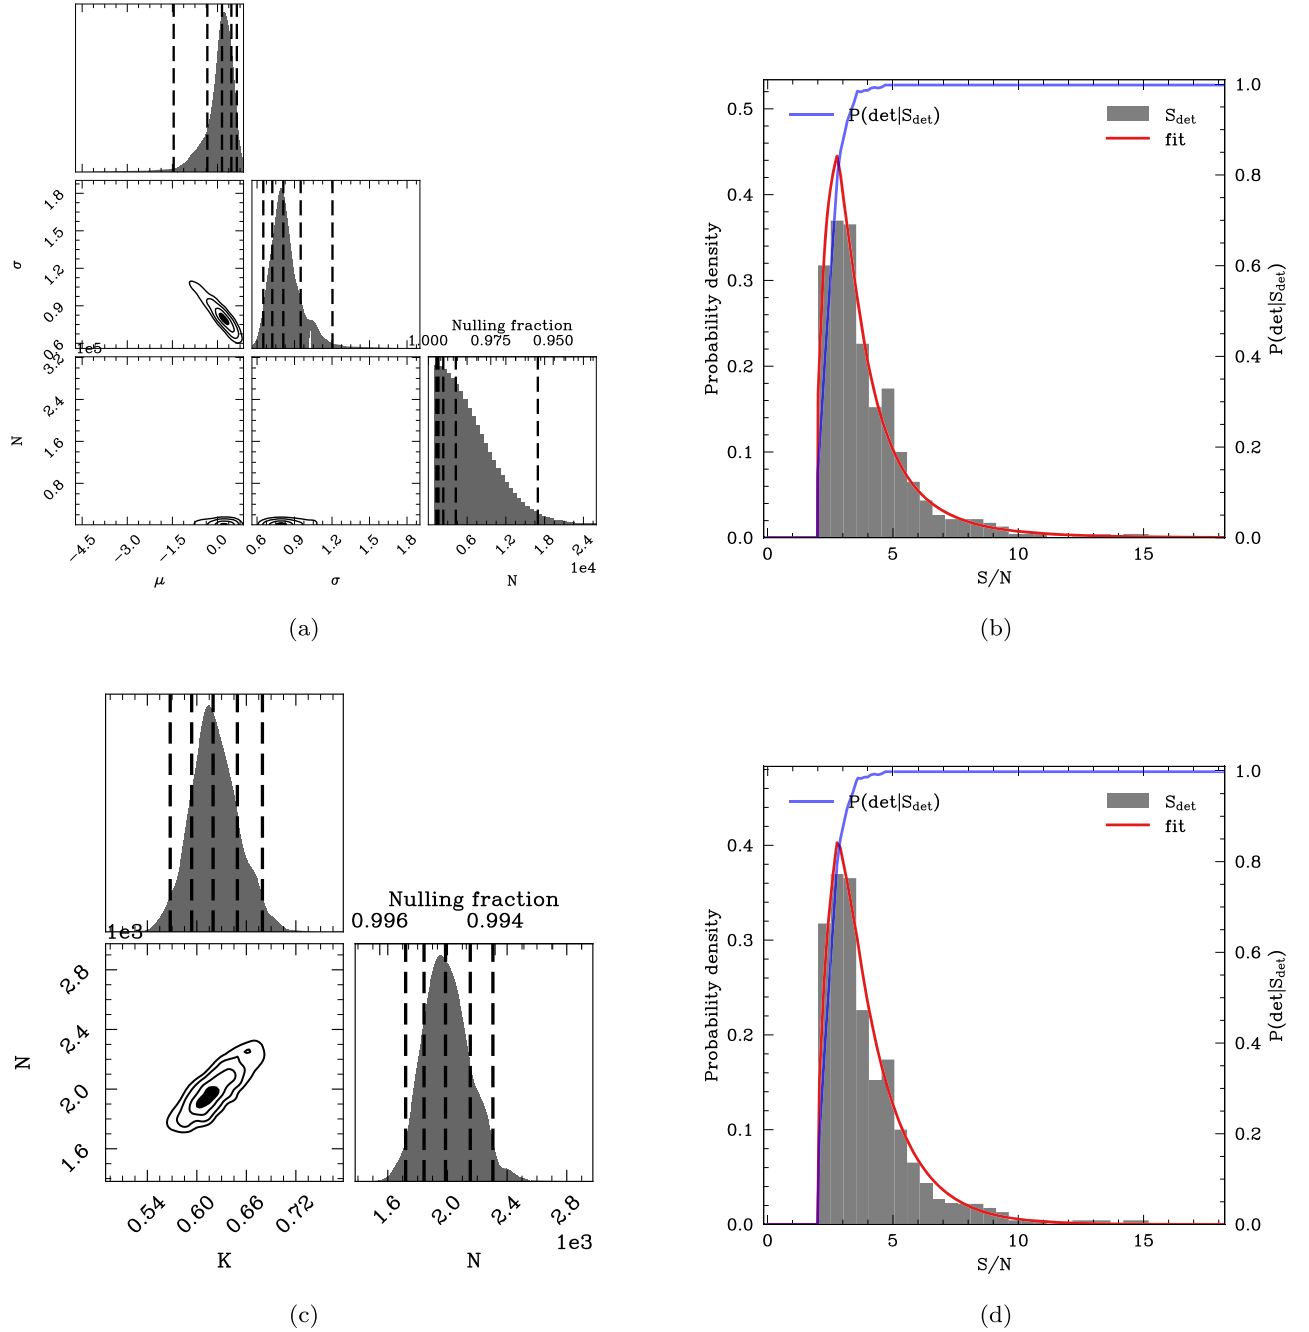 1.8
1.5
1.2
0.9
0.6
σ
1e5
3.2
2.4
1.6
0.8
N
Nulling fraction
1.000 0.975 0.950
−4.5 −3.0 −1.5 0.0
μ
0.6 0.9 1.2 1.5 1.8
σ
0.6 1.2 1.8 2.4
1e4
N
(a)
P(det|S_det)
S_det
fit
0.5
0.4
0.3
0.2
0.1
0.0
Probability density
1.0
0.8
0.6
0.4
0.2
0.0
P(det|S_det)
0 5 10 15
S/N
(b)
Nulling fraction
0.996 0.994
1e3
2.8
2.4
2.0
1.6
N
0.54 0.60 0.66 0.72
K
1.6 2.0 2.4 2.8
1e3
N
(c)
P(det|S_det)
S_det
fit
0.4
0.3
0.2
0.1
0.0
Probability density
1.0
0.8
0.6
0.4
0.2
0.0
P(det|S_det)
0 5 10 15
S/N
(d)